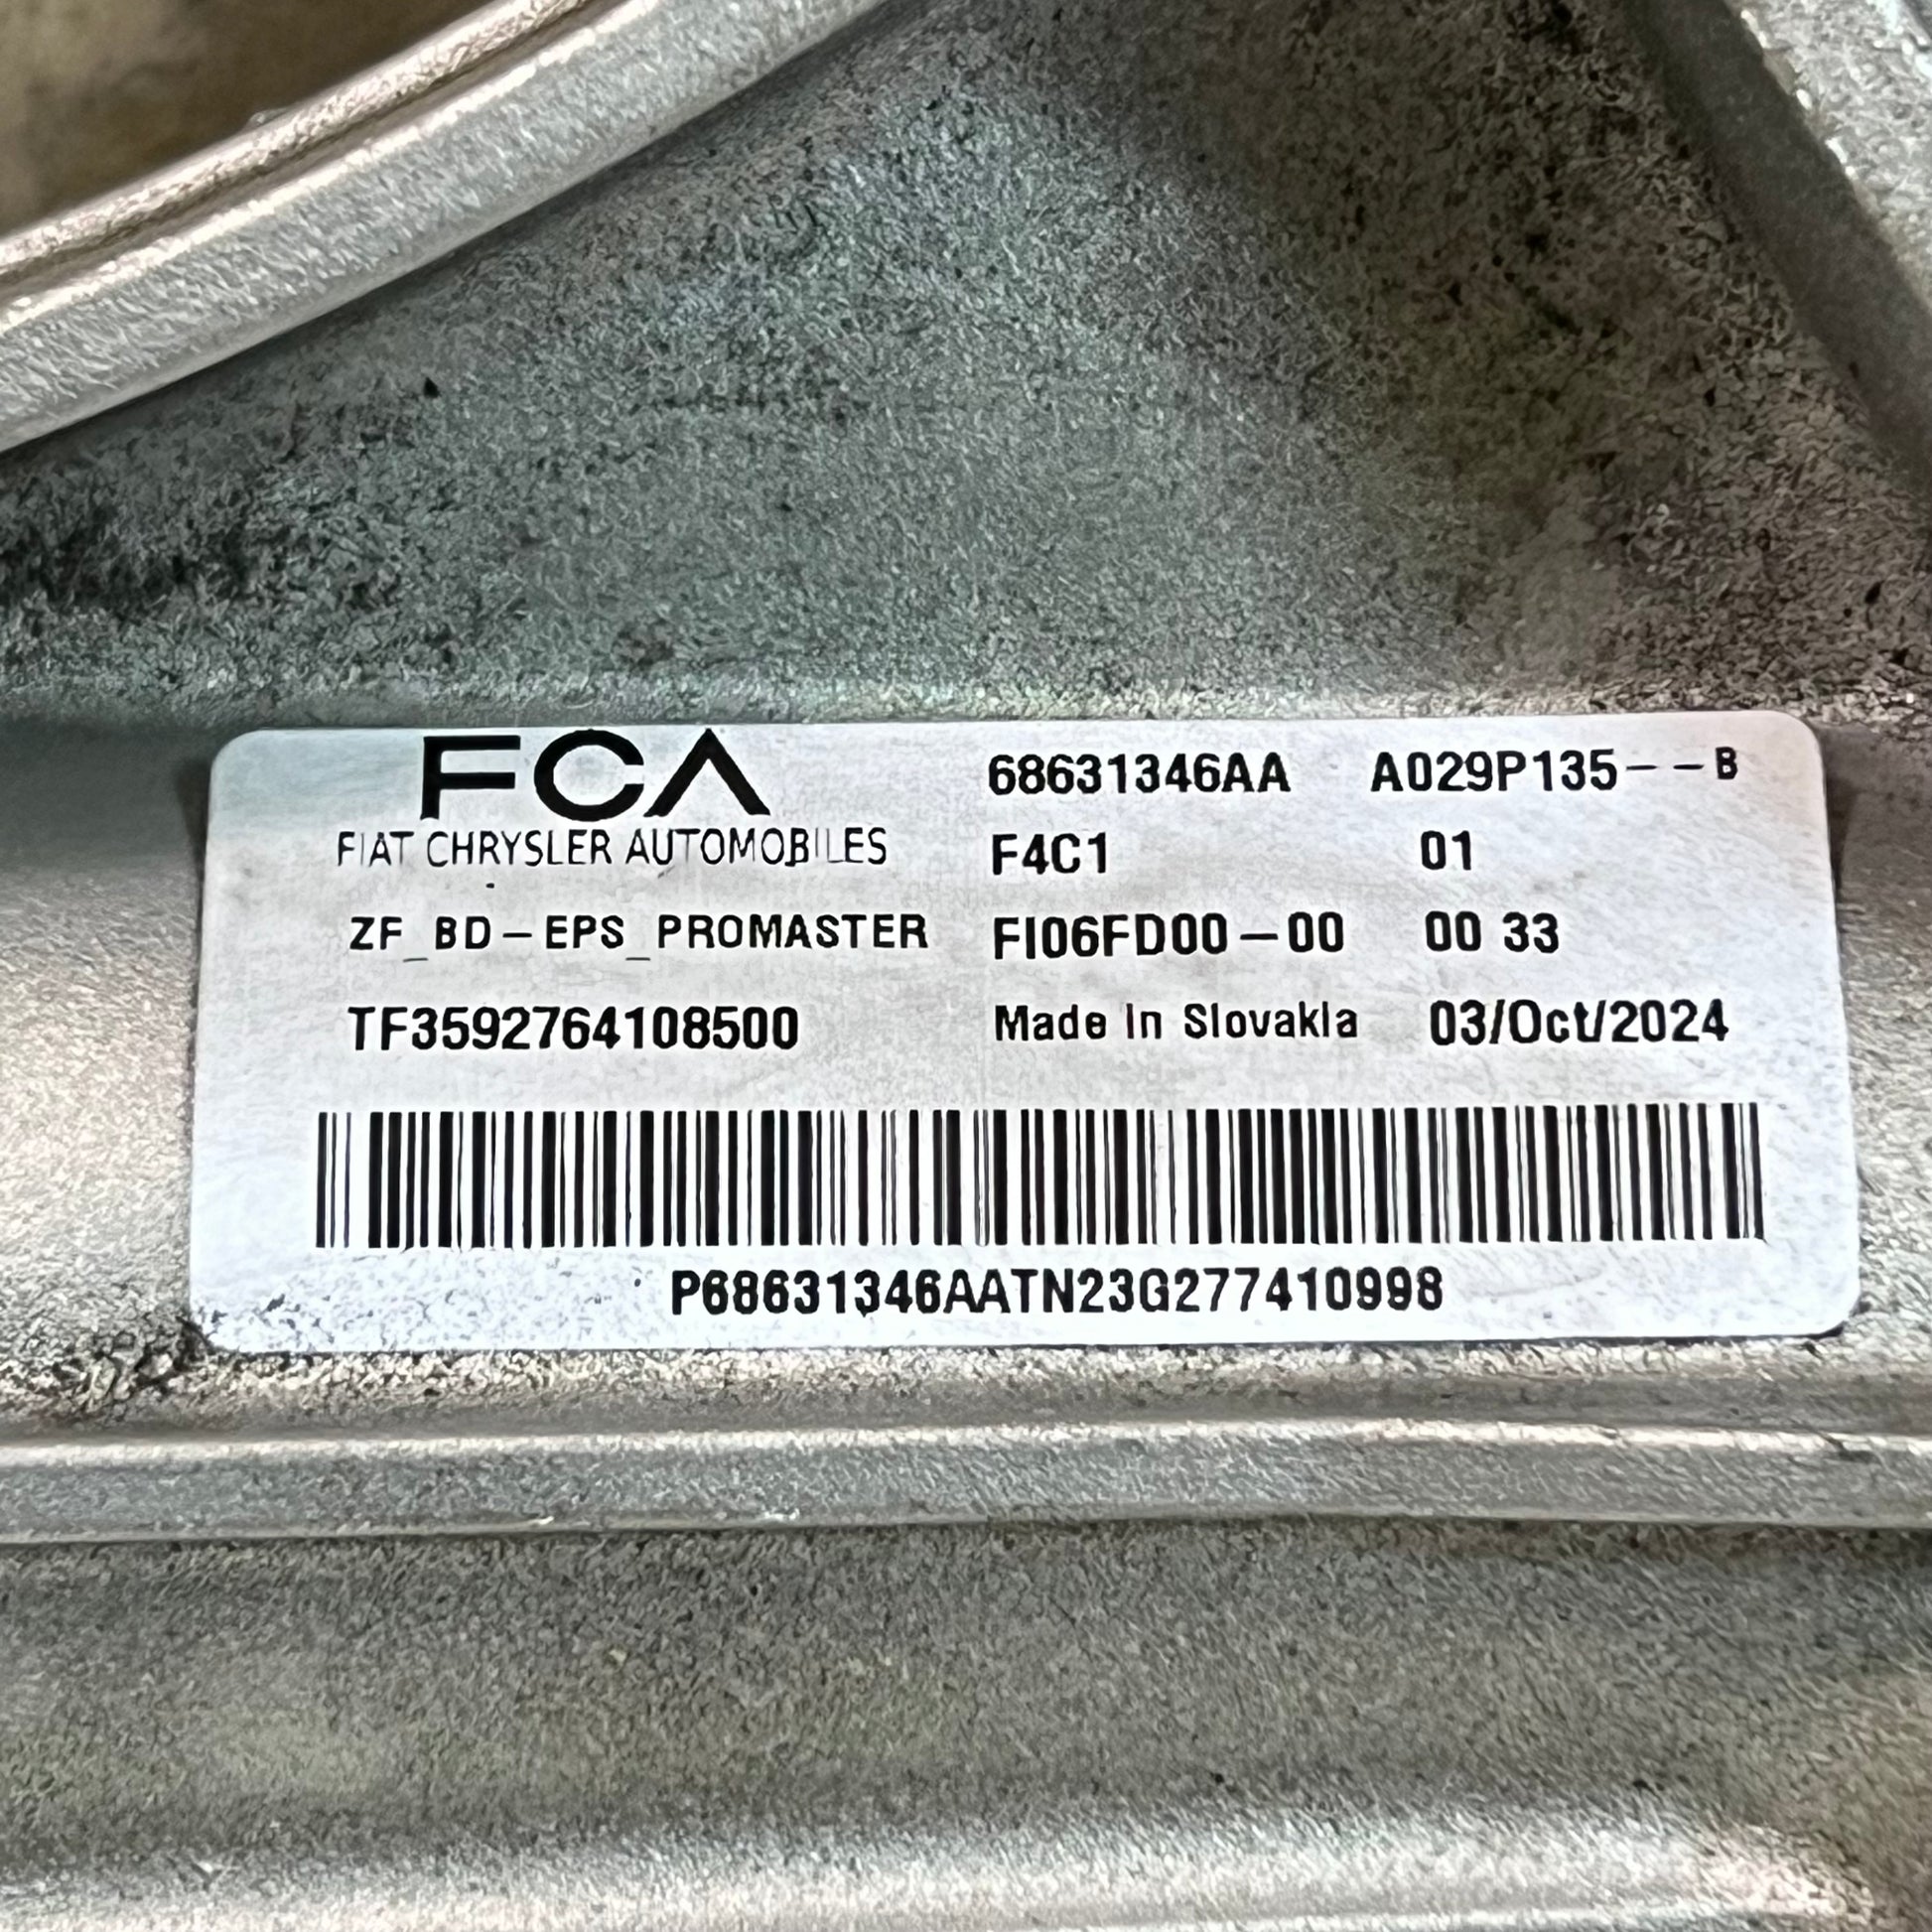 FCA 68631346AA A029P135--B
FIAT CHRYSLER AUTOMOBILES F4C1 01
ZF_BD-EPS_PROMASTER FI06FD00-00 00 33
TF3592764108500 Made in Slovakia 03/Oct/2024
P68631346AATN23G277410998